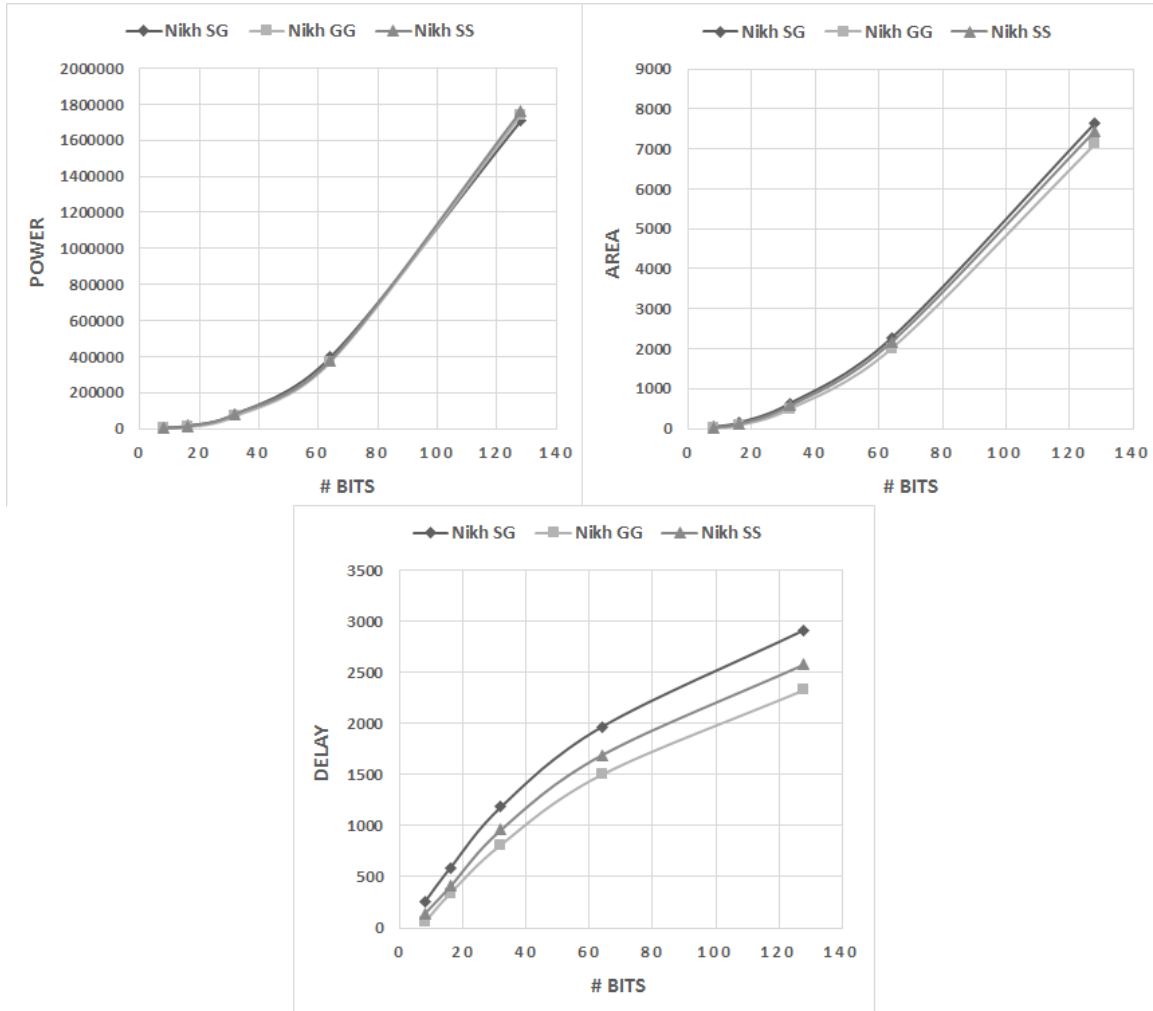 Nikh SG Nikh GG Nikh SS
2000000
1800000
1600000
1400000
1200000
1000000
800000
600000
400000
200000
0
0 20 40 60 80 100 120 140
POWER
# BITS
Nikh SG Nikh GG Nikh SS
9000
8000
7000
6000
5000
4000
3000
2000
1000
0
0 20 40 60 80 100 120 140
AREA
# BITS
Nikh SG Nikh GG Nikh SS
3500
3000
2500
2000
1500
1000
500
0
0 20 40 60 80 100 120 140
DELAY
# BITS